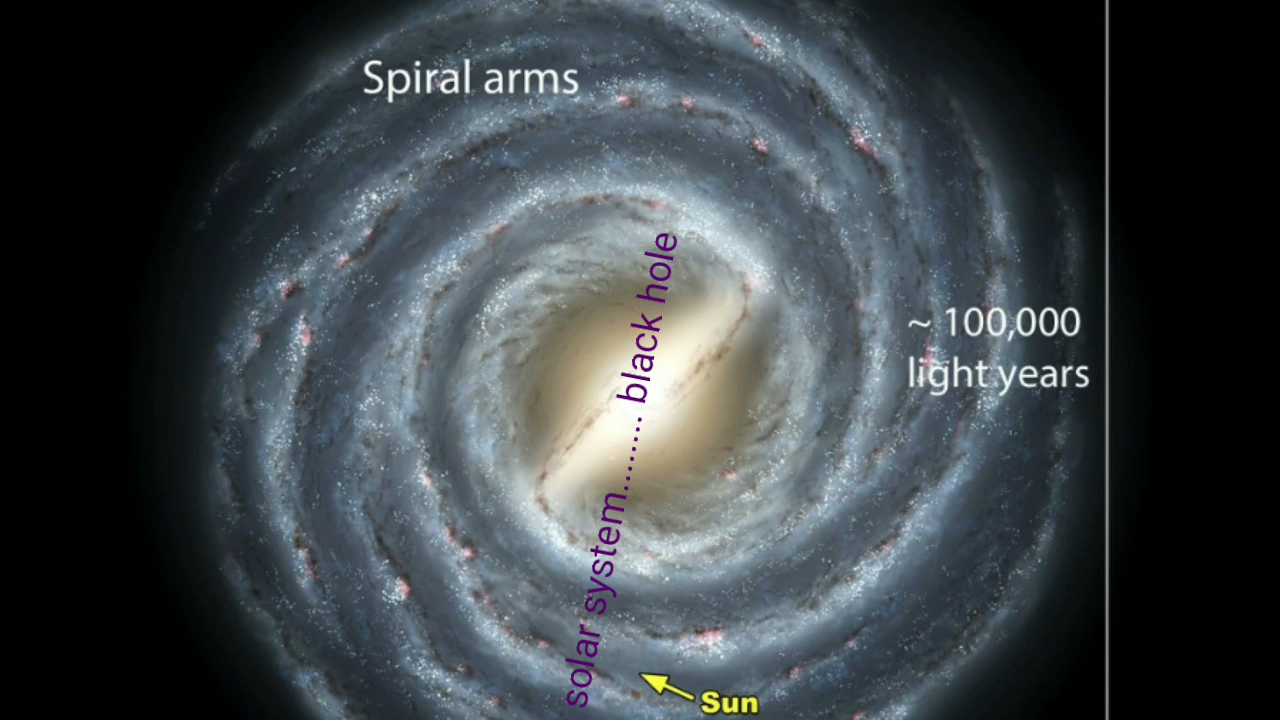 Spiral arms
~ 100,000
light years
solar system........ black hole
Sun